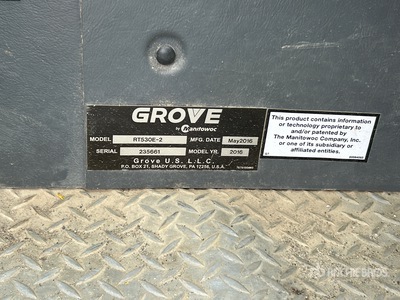 GROVE
by Manitowoc
MODEL RT530E-2 MFG. DATE May2016
SERIAL 235661 MODEL YR. 2016
Grove U.S. L.L.C.
P.O. BOX 21, SHADY GROVE, PA 17256, U.S.A.
This product contains information
or technology proprietary to
and/or patented by
The Manitowoc Company, Inc.
or one of its subsidiary or
affiliated entities.
RITCHIE BROS.